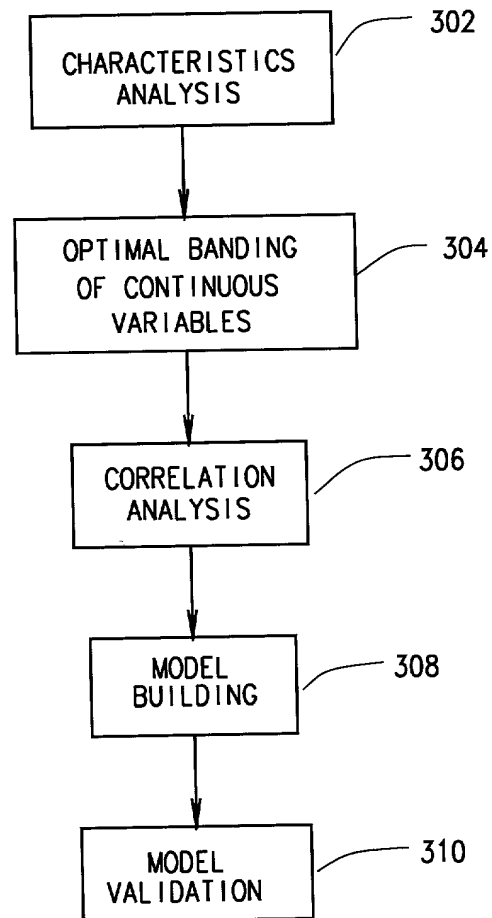 302
CHARACTERISTICS
ANALYSIS
OPTIMAL BANDING
OF CONTINUOUS
VARIABLES
304
CORRELATION
ANALYSIS
306
MODEL
BUILDING
308
MODEL
VALIDATION
310